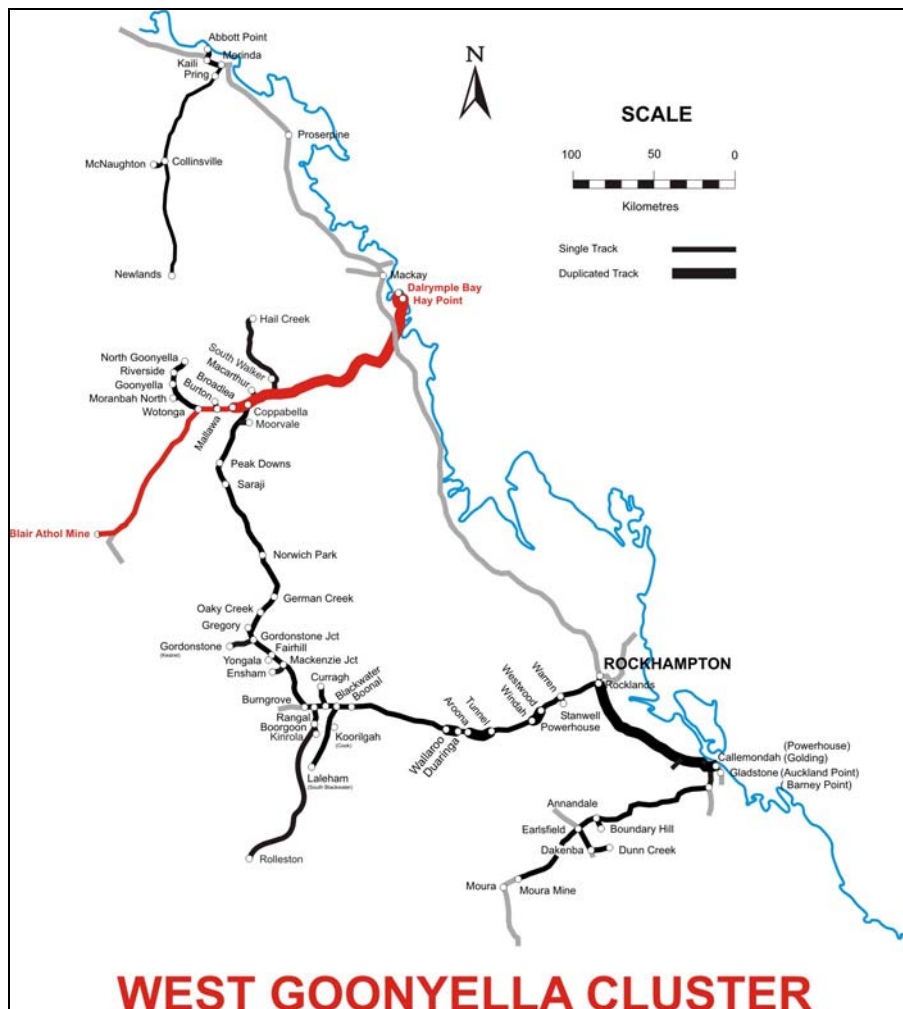 Abbott Point
Kaili
Merinda
Pring
N
SCALE
100 50 0
Kilometres
Single Track
Duplicated Track
Proserpine
McNaughton
Collinsville
Newlands
Mackay
Dalrymple Bay
Hay Point
Hail Creek
North Goonyella
Riverside
Goonyella
Moranbah North
Wotonga
South Walker
Macarthur
Broadlea
Burton
Mallawa
Coppabella
Moorvale
Peak Downs
Saraji
Blair Athol Mine
Norwich Park
German Creek
Oaky Creek
Gregory
Gordonstone Jct
Gordonstone
(Kestrel)
Fairhill
Yongala
Mackenzie Jct
Ensham
Curragh
Burngrove
Blackwater
Boonal
Rangal
Boorgoon
Kinrola
Koorilgah
(Cook)
Laleham
(South Blackwater)
Rolleston
Wallaroo
Duaringa
Aroona
Tunnel
Windah
Westwood
Warren
Stanwell
Powerhouse
ROCKHAMPTON
Rocklands
Callemondah (Powerhouse)
(Golding)
Gladstone (Auckland Point)
( Barney Point)
Annandale
Earlsfield
Boundary Hill
Dakenba
Dunn Creek
Moura
Moura Mine
WEST GOONYELLA CLUSTER